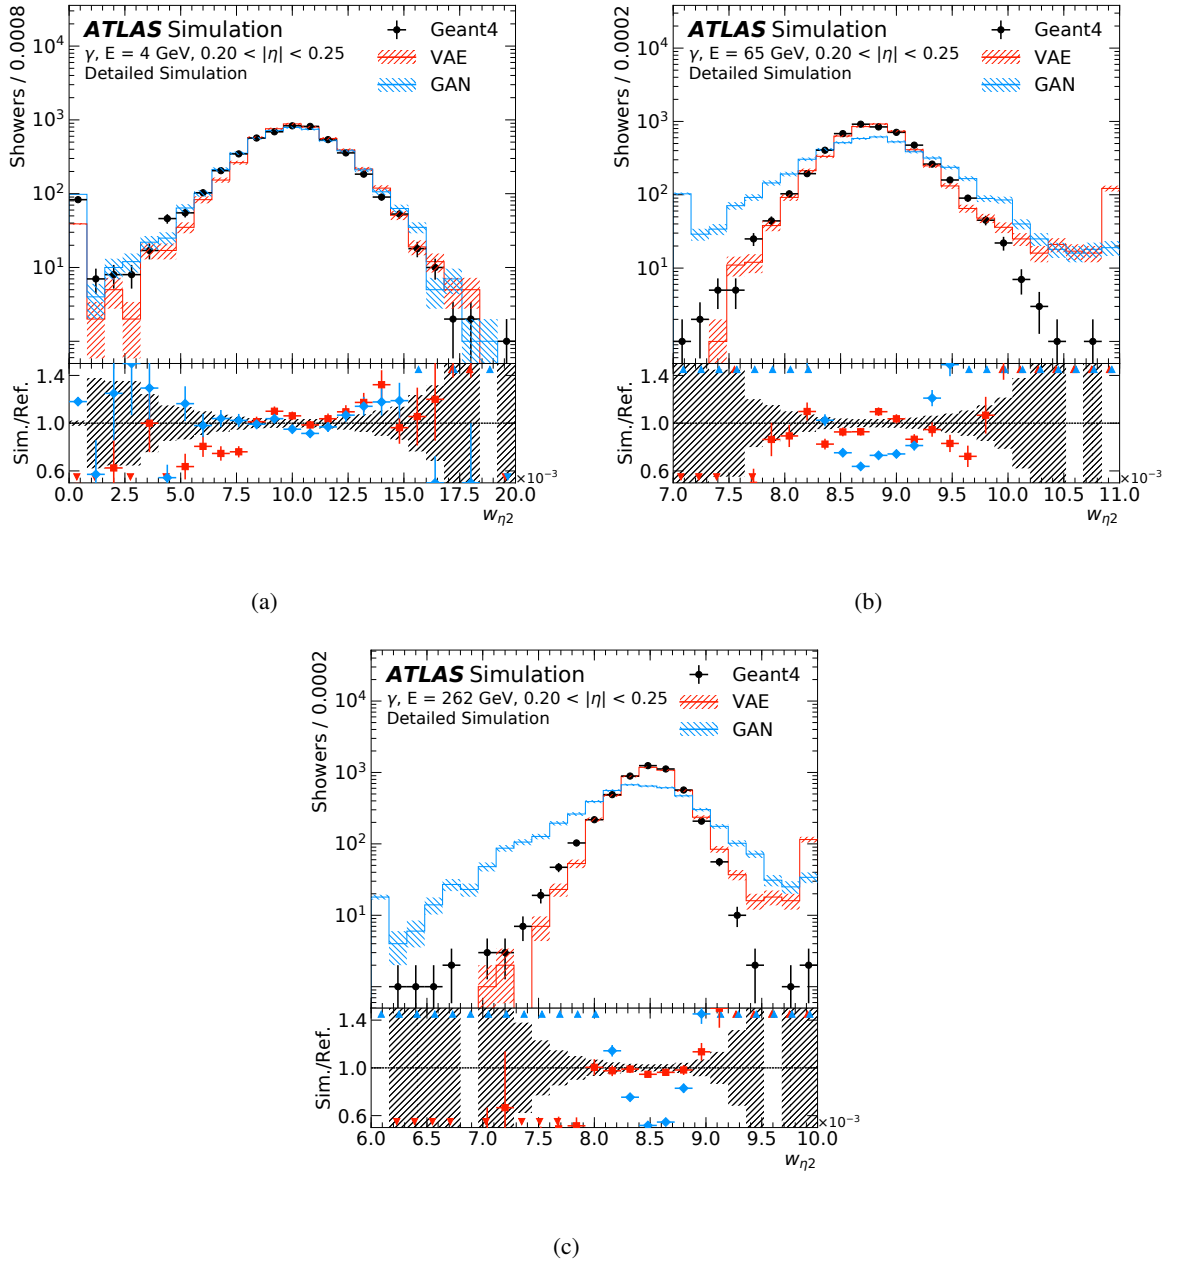 ATLAS Simulation
γ, E = 4 GeV, 0.20 < |η| < 0.25
Detailed Simulation
Geant4
VAE
GAN
Showers / 0.0008
10⁴
10³
10²
10¹
Sim./Ref.
1.4
1.0
0.6
0.0 2.5 5.0 7.5 10.0 12.5 15.0 17.5 20.0
×10⁻³
wη2
(a)
ATLAS Simulation
γ, E = 65 GeV, 0.20 < |η| < 0.25
Detailed Simulation
Geant4
VAE
GAN
Showers / 0.0002
10⁴
10³
10²
10¹
Sim./Ref.
1.4
1.0
0.6
7.0 7.5 8.0 8.5 9.0 9.5 10.0 10.5 11.0
×10⁻³
wη2
(b)
ATLAS Simulation
γ, E = 262 GeV, 0.20 < |η| < 0.25
Detailed Simulation
Geant4
VAE
GAN
Showers / 0.0002
10⁴
10³
10²
10¹
Sim./Ref.
1.4
1.0
0.6
6.0 6.5 7.0 7.5 8.0 8.5 9.0 9.5 10.0
×10⁻³
wη2
(c)